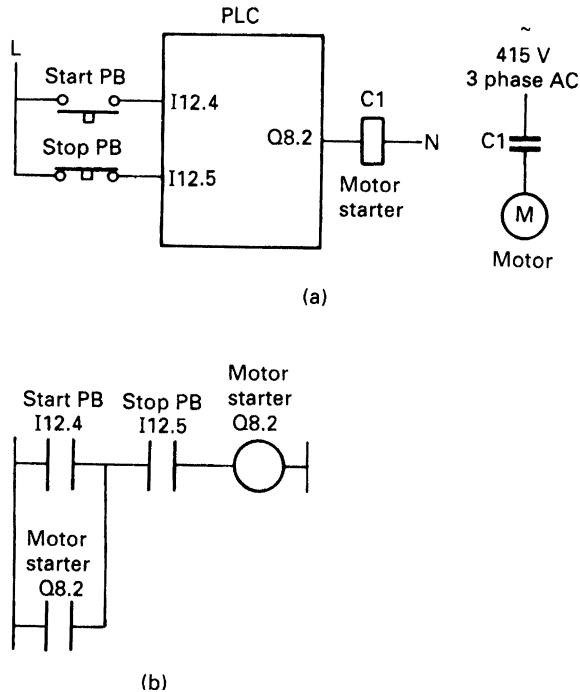 PLC
L
Start PB
I12.4
Stop PB
I12.5
Q8.2
C1
N
Motor
starter
~
415 V
3 phase AC
C1
M
Motor
(a)
Start PB
I12.4
Stop PB
I12.5
Motor
starter
Q8.2
Motor
starter
Q8.2
(b)